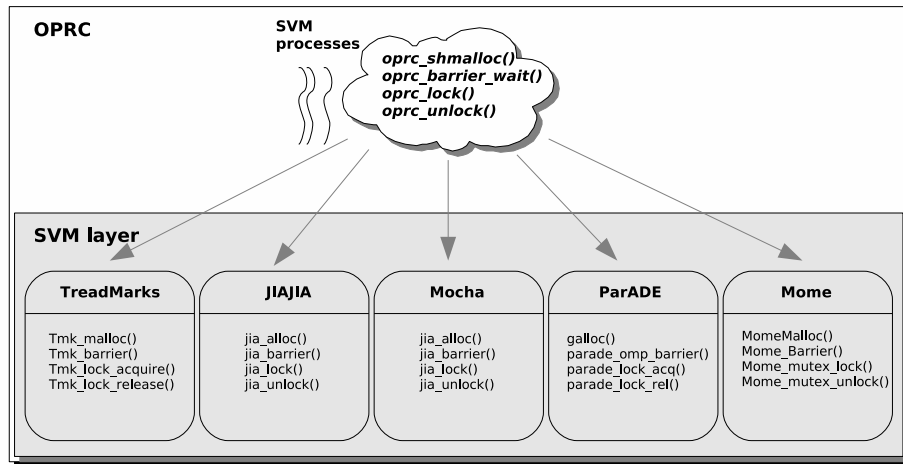 OPRC
SVM
processes
oprc_shmalloc()
oprc_barrier_wait()
oprc_lock()
oprc_unlock()
SVM layer
TreadMarks
Tmk_malloc()
Tmk_barrier()
Tmk_lock_acquire()
Tmk_lock_release()
JIAJIA
jia_alloc()
jia_barrier()
jia_lock()
jia_unlock()
Mocha
jia_alloc()
jia_barrier()
jia_lock()
jia_unlock()
ParADE
galloc()
parade_omp_barrier()
parade_lock_acq()
parade_lock_rel()
Mome
MomeMalloc()
Mome_Barrier()
Mome_mutex_lock()
Mome_mutex_unlock()